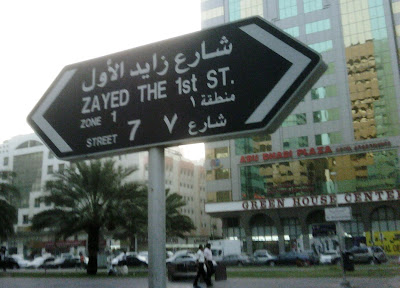 شارع زايد الأول
ZAYED THE 1st ST.
ZONE 1 منطقة ١
STREET 7 شارع ٧
ABU DHABI PLAZA
GREEN HOUSE CENTER